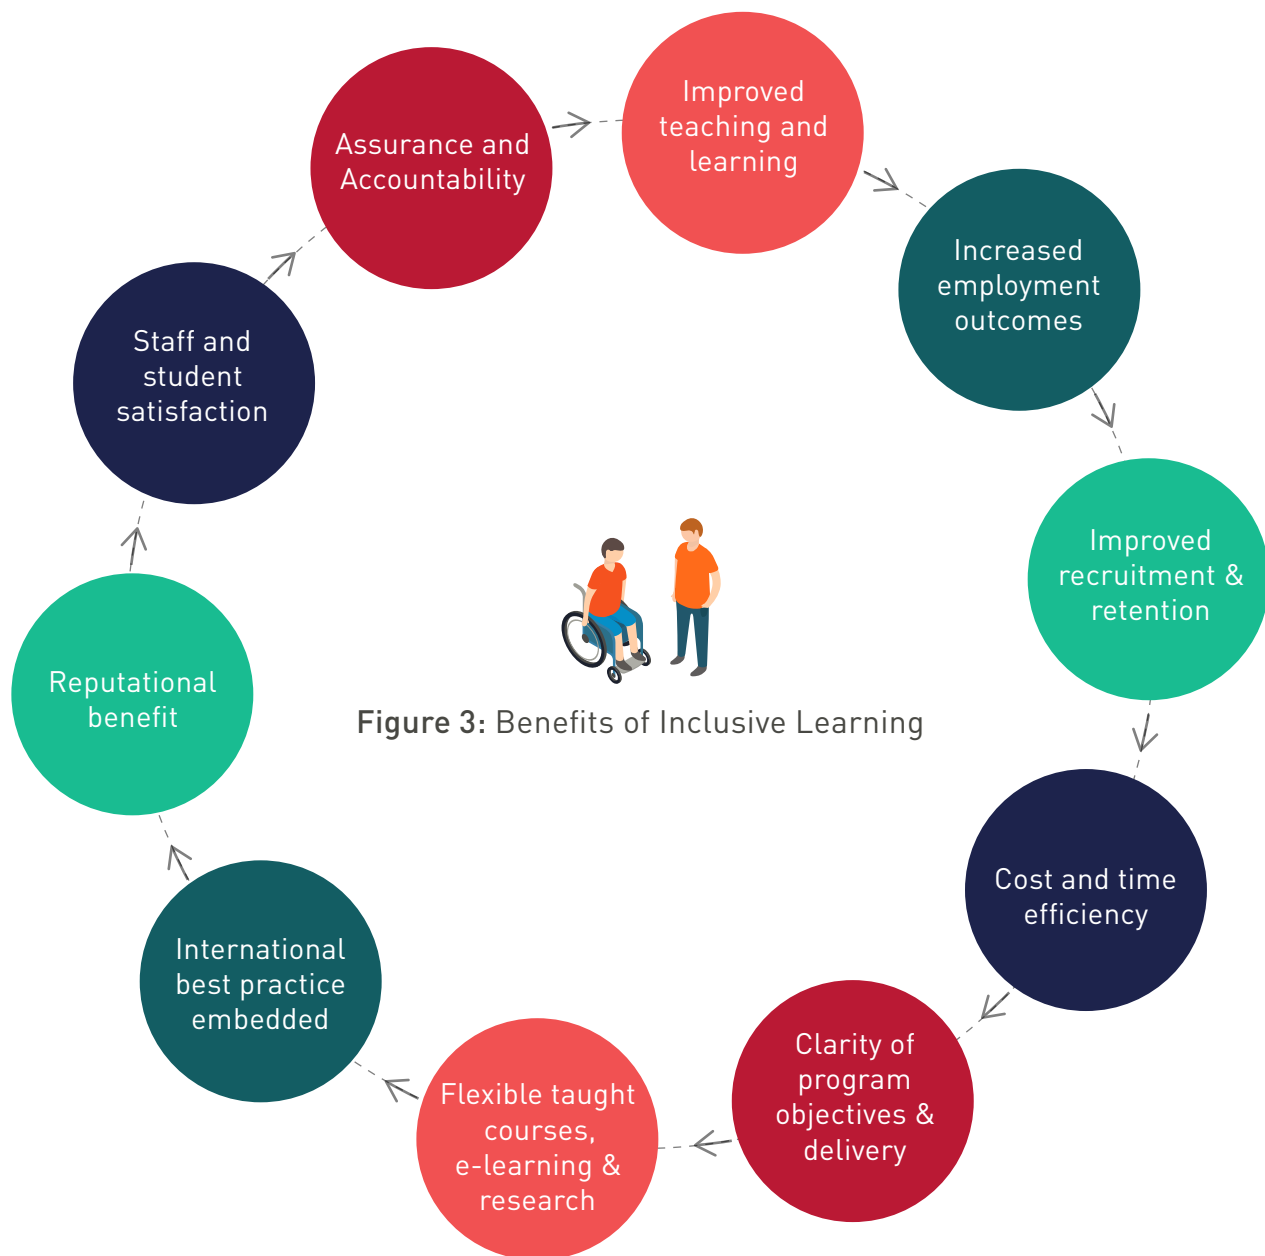 Improved
teaching and
learning
Increased
employment
outcomes
Improved
recruitment &
retention
Cost and time
efficiency
Clarity of
program
objectives &
delivery
Flexible taught
courses,
e-learning &
research
International
best practice
embedded
Reputational
benefit
Staff and
student
satisfaction
Assurance and
Accountability
Figure 3: Benefits of Inclusive Learning